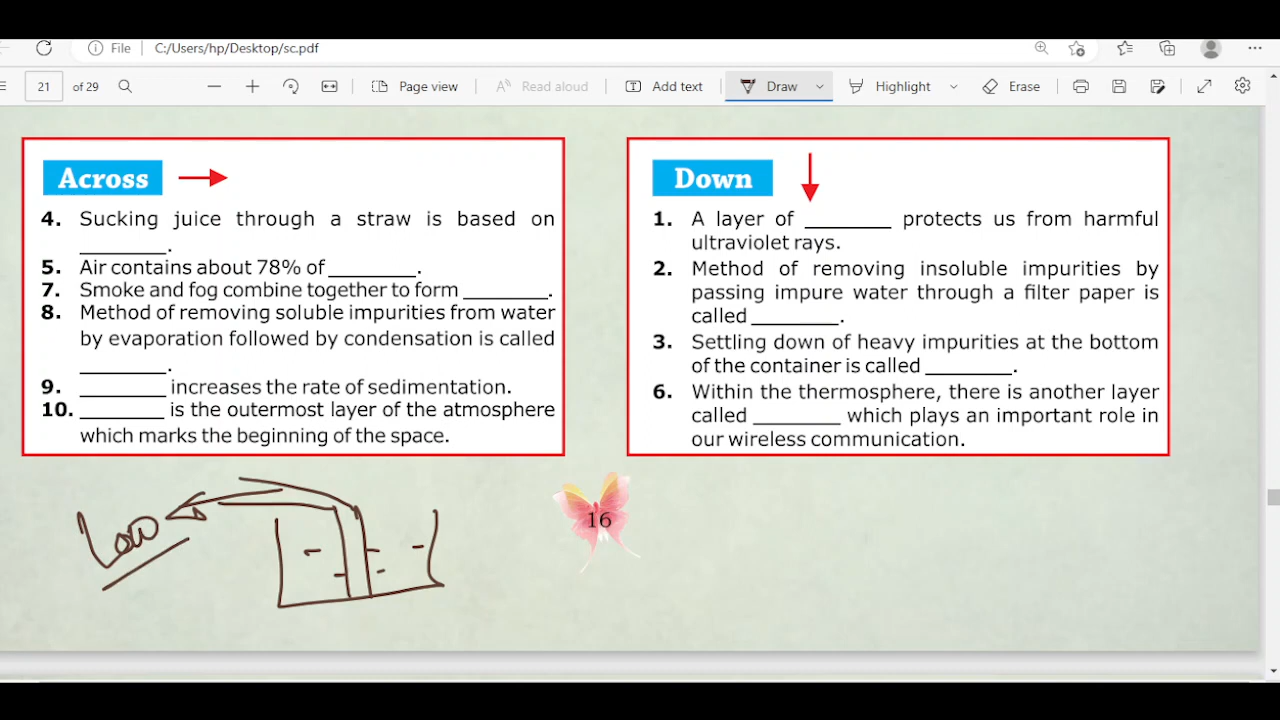 File C:/Users/hp/Desktop/sc.pdf
21 of 29 Page view Read aloud Add text Draw Highlight Erase
Across
4. Sucking juice through a straw is based on
________.
5. Air contains about 78% of ________.
7. Smoke and fog combine together to form ________.
8. Method of removing soluble impurities from water
by evaporation followed by condensation is called
________.
9. ________ increases the rate of sedimentation.
10. ________ is the outermost layer of the atmosphere
which marks the beginning of the space.
Down
1. A layer of ________ protects us from harmful
ultraviolet rays.
2. Method of removing insoluble impurities by
passing impure water through a filter paper is
called ________.
3. Settling down of heavy impurities at the bottom
of the container is called ________.
6. Within the thermosphere, there is another layer
called ________ which plays an important role in
our wireless communication.
Low
16